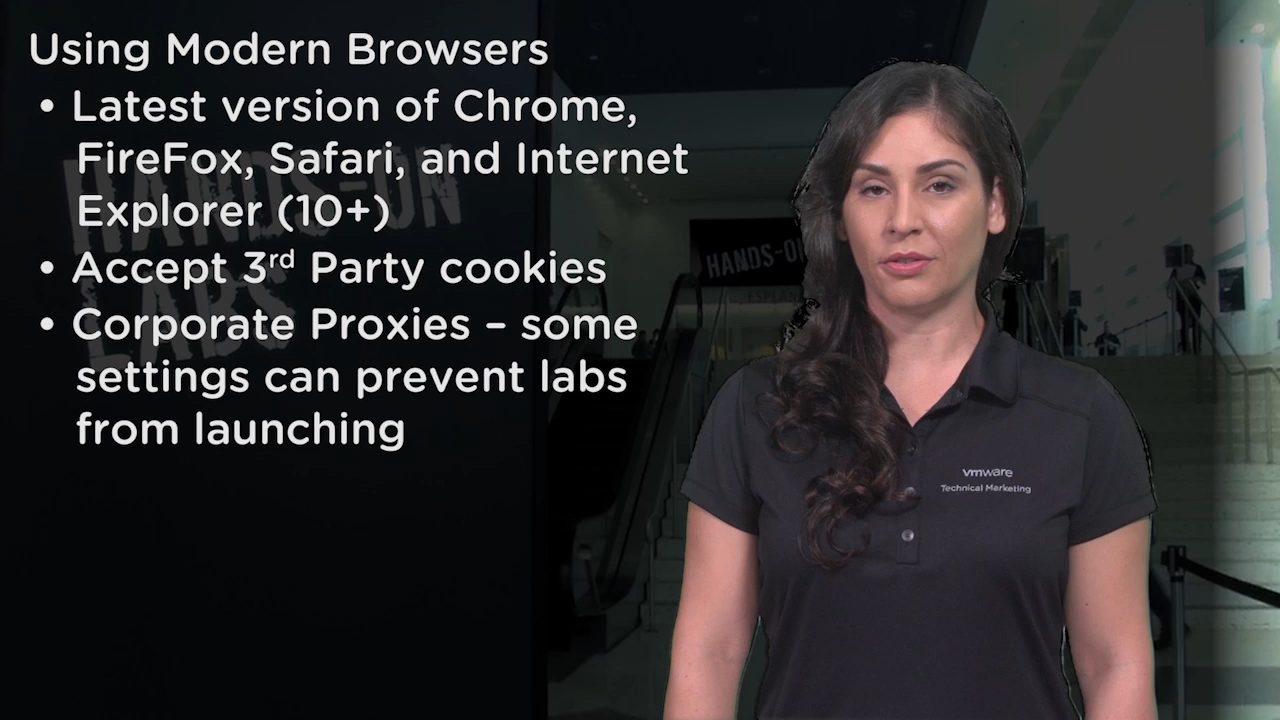 Using Modern Browsers
• Latest version of Chrome,
FireFox, Safari, and Internet
Explorer (10+)
• Accept 3rd Party cookies
• Corporate Proxies – some
settings can prevent labs
from launching
HANDS-ON
LABS
HANDS-ON
vmware
Technical Marketing